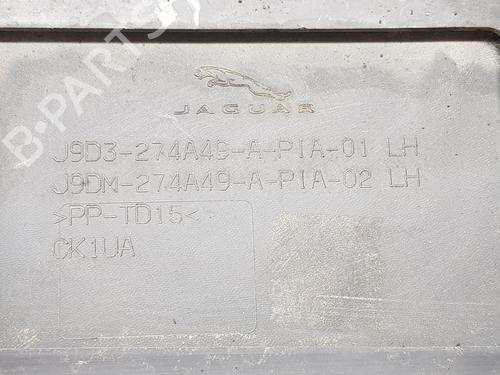 JAGUAR
J9D3-274A49-A-PIA-01 LH
J9DM-274A49-A-PIA-02 LH
>PP-TD15<
CK1UA
B-PARTS